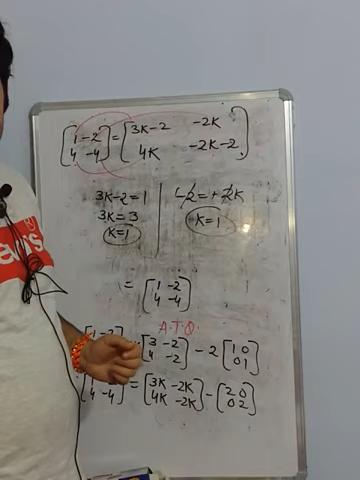 [1 -2
4 -4] = [3K-2 -2K
4K -2K-2]
3K-2=1
3K=3
K=1
-2=+2K
K=1
= [1 -2
4 -4]
A.T.Q.
[3 -2
4 -2] - 2 [1 0
0 1]
= [3K -2K
4K -2K] - [2 0
0 2]